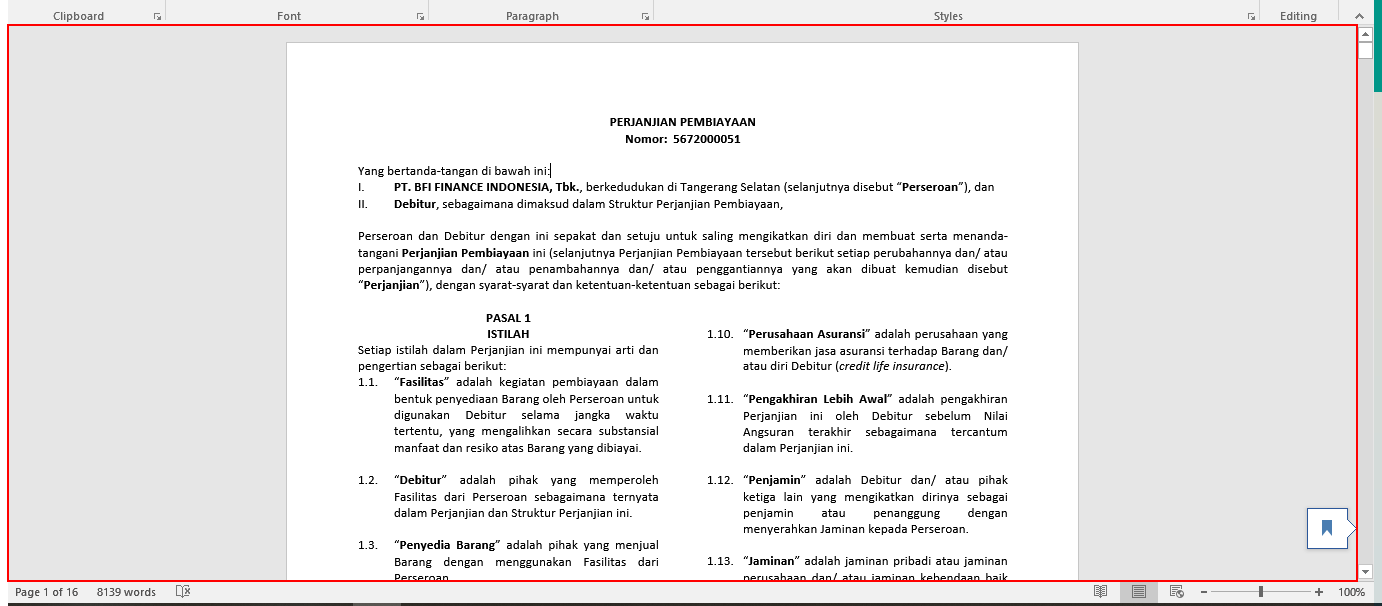 Clipboard
Font
Paragraph
Styles
Editing
PERJANJIAN PEMBIAYAAN
Nomor: 5672000051
Yang bertanda-tangan di bawah ini:
I. PT. BFI FINANCE INDONESIA, Tbk., berkedudukan di Tangerang Selatan (selanjutnya disebut “Perseroan”), dan
II. Debitur, sebagaimana dimaksud dalam Struktur Perjanjian Pembiayaan,
Perseroan dan Debitur dengan ini sepakat dan setuju untuk saling mengikatkan diri dan membuat serta menanda-
tangani Perjanjian Pembiayaan ini (selanjutnya Perjanjian Pembiayaan tersebut berikut setiap perubahannya dan/ atau
perpanjangannya dan/ atau penambahannya dan/ atau penggantiannya yang akan dibuat kemudian disebut
“Perjanjian”), dengan syarat-syarat dan ketentuan-ketentuan sebagai berikut:
PASAL 1
ISTILAH
Setiap istilah dalam Perjanjian ini mempunyai arti dan
pengertian sebagai berikut:
1.1. “Fasilitas” adalah kegiatan pembiayaan dalam
bentuk penyediaan Barang oleh Perseroan untuk
digunakan Debitur selama jangka waktu
tertentu, yang mengalihkan secara substansial
manfaat dan resiko atas Barang yang dibiayai.
1.2. “Debitur” adalah pihak yang memperoleh
Fasilitas dari Perseroan sebagaimana ternyata
dalam Perjanjian dan Struktur Perjanjian ini.
1.3. “Penyedia Barang” adalah pihak yang menjual
Barang dengan menggunakan Fasilitas dari
Perseroan.
1.10. “Perusahaan Asuransi” adalah perusahaan yang
memberikan jasa asuransi terhadap Barang dan/
atau diri Debitur (credit life insurance).
1.11. “Pengakhiran Lebih Awal” adalah pengakhiran
Perjanjian ini oleh Debitur sebelum Nilai
Angsuran terakhir sebagaimana tercantum
dalam Perjanjian ini.
1.12. “Penjamin” adalah Debitur dan/ atau pihak
ketiga lain yang mengikatkan dirinya sebagai
penjamin atau penanggung dengan
menyerahkan Jaminan kepada Perseroan.
1.13. “Jaminan” adalah jaminan pribadi atau jaminan
perusahaan dan/ atau jaminan kebendaan baik
Page 1 of 16
8139 words
100%